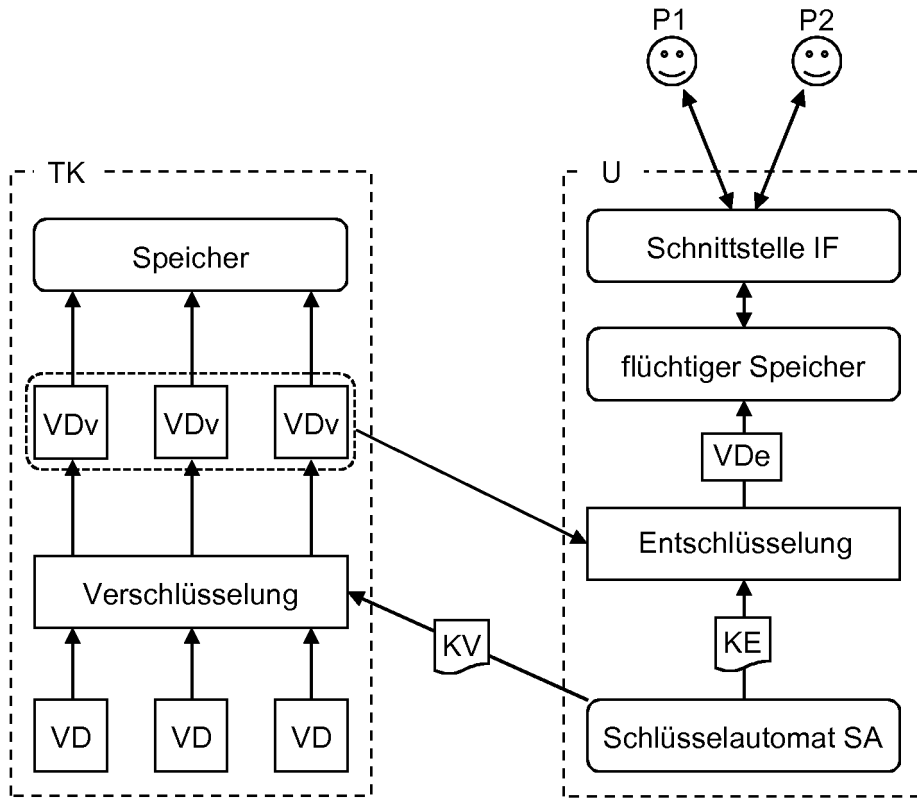 P1 P2
TK
U
Speicher
Schnittstelle IF
flüchtiger Speicher
VDv VDv VDv
VDe
Entschlüsselung
Verschlüsselung
KV
KE
VD VD VD
Schlüsselautomat SA